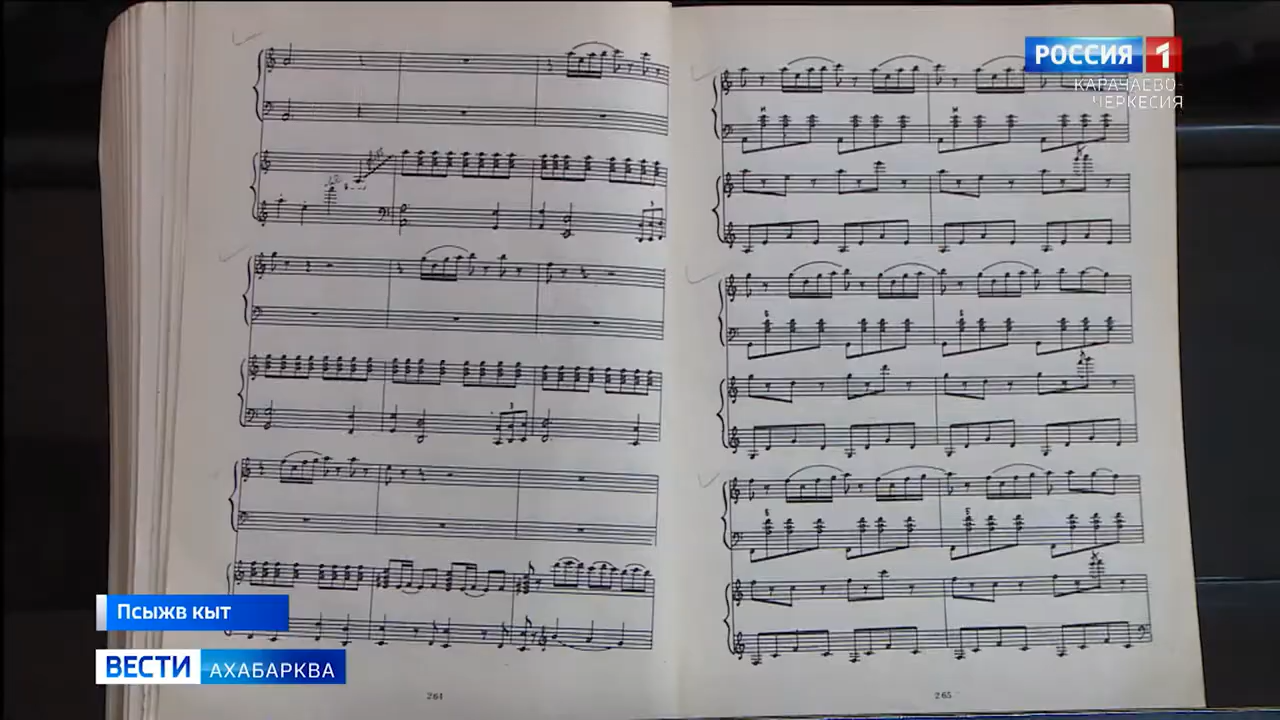 РОССИЯ 1
КАРАЧАЕВО-
ЧЕРКЕСИЯ
Псыжв кыт
ВЕСТИ АХАБАРКВА
264
265